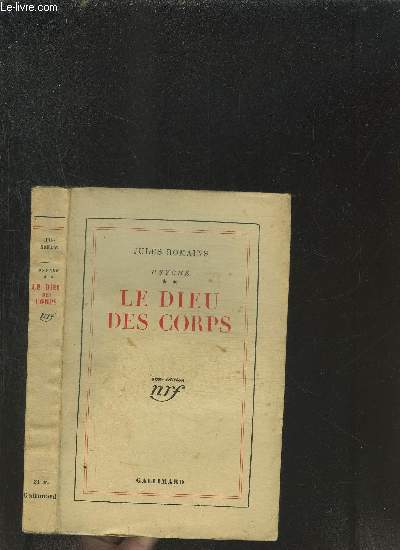 Le-livre.com
JULES ROMAINS
PSYCHÉ
* *
LE DIEU
DES CORPS
nrf
GALLIMARD
JULES
ROMAINS
PSYCHÉ
* *
LE DIEU
DES
CORPS
nrf
Gallimard